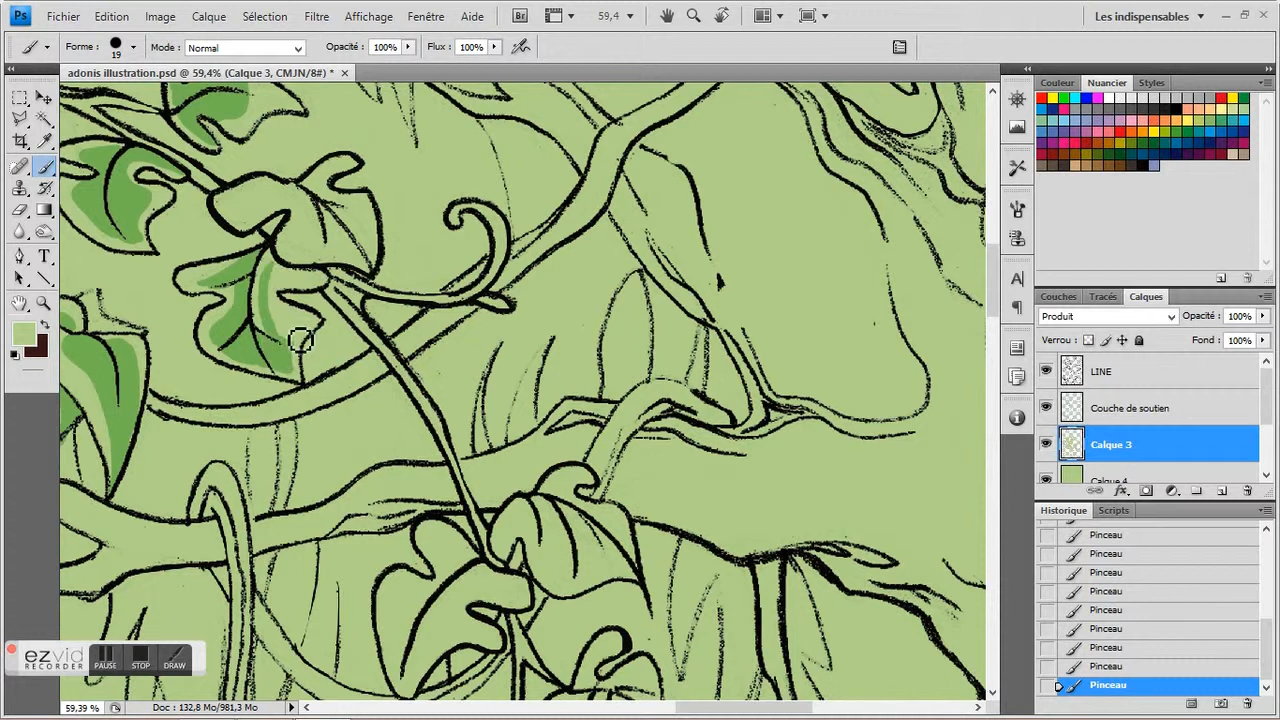 Ps Fichier Edition Image Calque Sélection Filtre Affichage Fenêtre Aide Br 59,4 Les indispensables
Forme : 19 Mode : Normal Opacité : 100% Flux : 100%
adonis illustration.psd @ 59,4% (Calque 3, CMJN/8#) *
Couleur Nuancier Styles
Couches Tracés Calques
Produit Opacité : 100%
Verrou : Fond : 100%
LINE
Couche de soutien
Calque 3
Calque 4
Historique Scripts
Pinceau
Pinceau
Pinceau
Pinceau
Pinceau
Pinceau
Pinceau
Pinceau
Pinceau
ezvid
RECORDER
PAUSE STOP DRAW
59,39 % Doc : 132,8 Mo/981,3 Mo